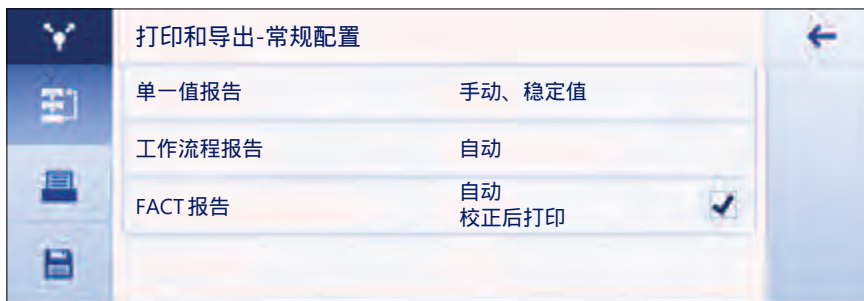 打印和导出-常规配置
单一值报告 手动、稳定值
工作流程报告 自动
FACT 报告 自动
校正后打印